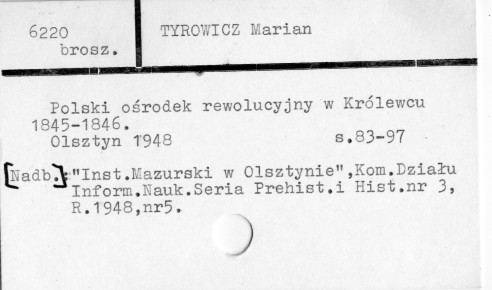 6220 TYROWICZ Marian
brosz.
Polski ośrodek rewolucyjny w Królewcu
1845-1846.
Olsztyn 1948 s.83-97
[Nadb.]:"Inst.Mazurski w Olsztynie",Kom.Działu
Inform.Nauk.Seria Prehist.i Hist.nr 3,
R.1948,nr5.